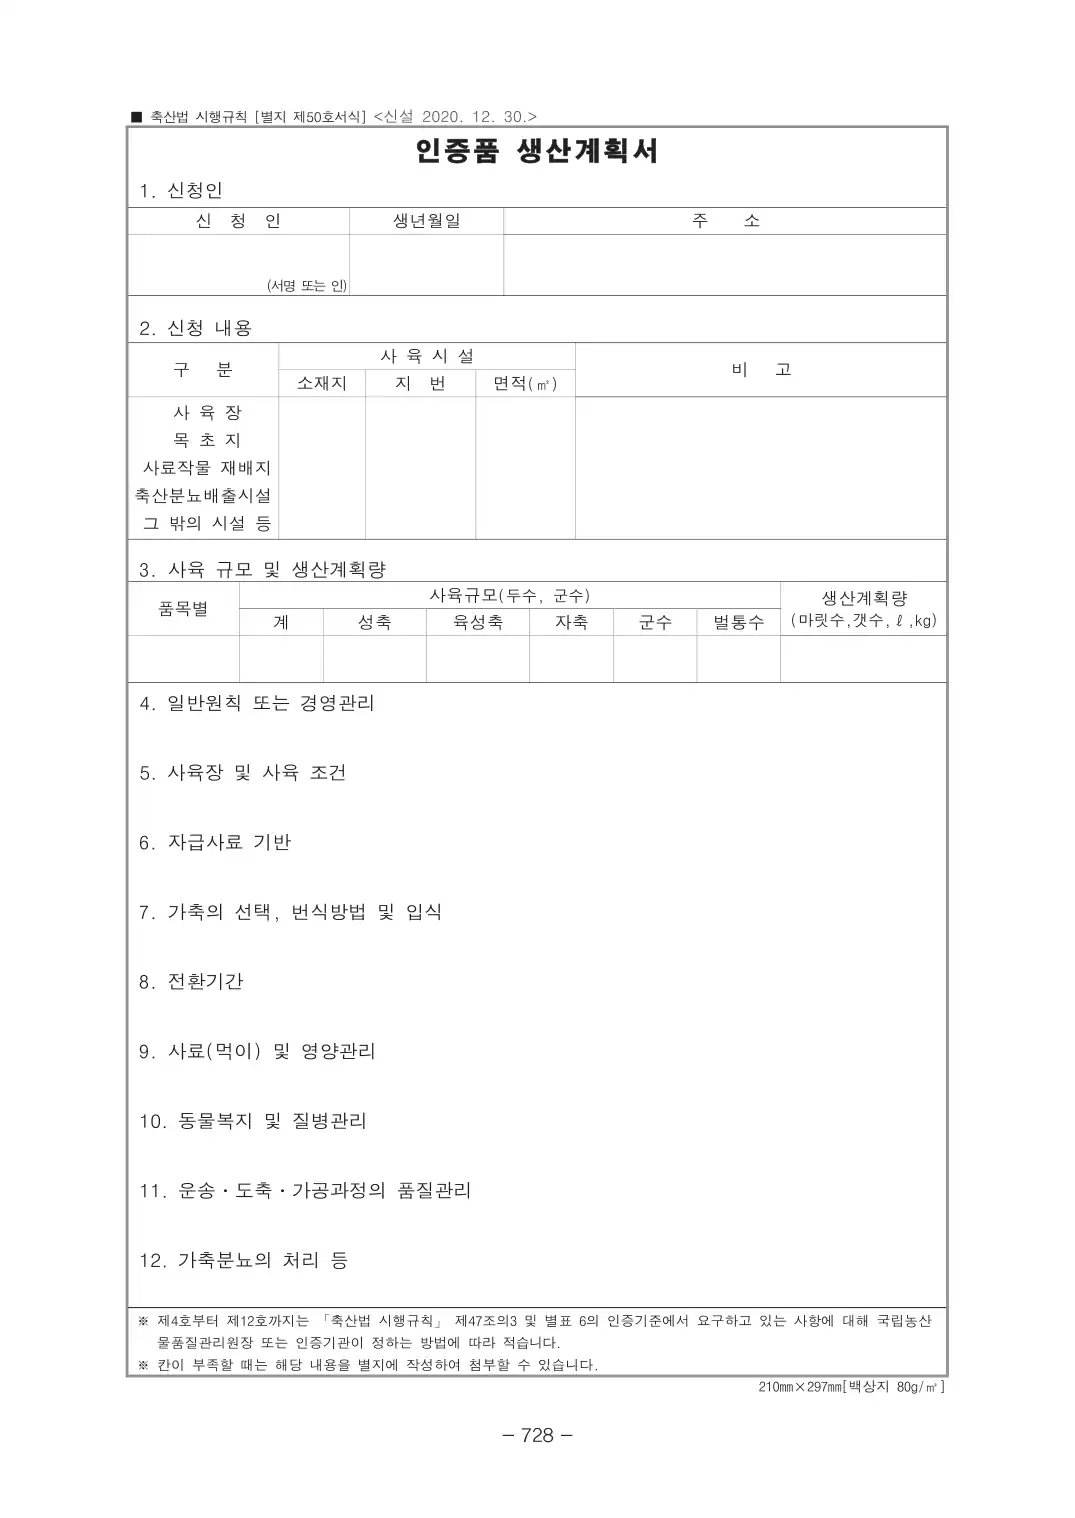 ■ 축산법 시행규칙 [별지 제50호서식] <신설 2020. 12. 30.>
인증품 생산계획서
1. 신청인
신 청 인 생년월일 주 소
(서명 또는 인)
2. 신청 내용
구 분 사 육 시 설 비 고
소재지 지 번 면적(㎡)
사 육 장
목 초 지
사료작물 재배지
축산분뇨배출시설
그 밖의 시설 등
3. 사육 규모 및 생산계획량
품목별 사육규모(두수, 군수) 생산계획량
계 성축 육성축 자축 군수 벌통수 (마릿수,갯수,ℓ,kg)
4. 일반원칙 또는 경영관리
5. 사육장 및 사육 조건
6. 자급사료 기반
7. 가축의 선택, 번식방법 및 입식
8. 전환기간
9. 사료(먹이) 및 영양관리
10. 동물복지 및 질병관리
11. 운송·도축·가공과정의 품질관리
12. 가축분뇨의 처리 등
※ 제4호부터 제12호까지는 「축산법 시행규칙」 제47조의3 및 별표 6의 인증기준에서 요구하고 있는 사항에 대해 국립농산
물품질관리원장 또는 인증기관이 정하는 방법에 따라 적습니다.
※ 칸이 부족할 때는 해당 내용을 별지에 작성하여 첨부할 수 있습니다.
210㎜×297㎜[백상지 80g/㎡]
- 728 -